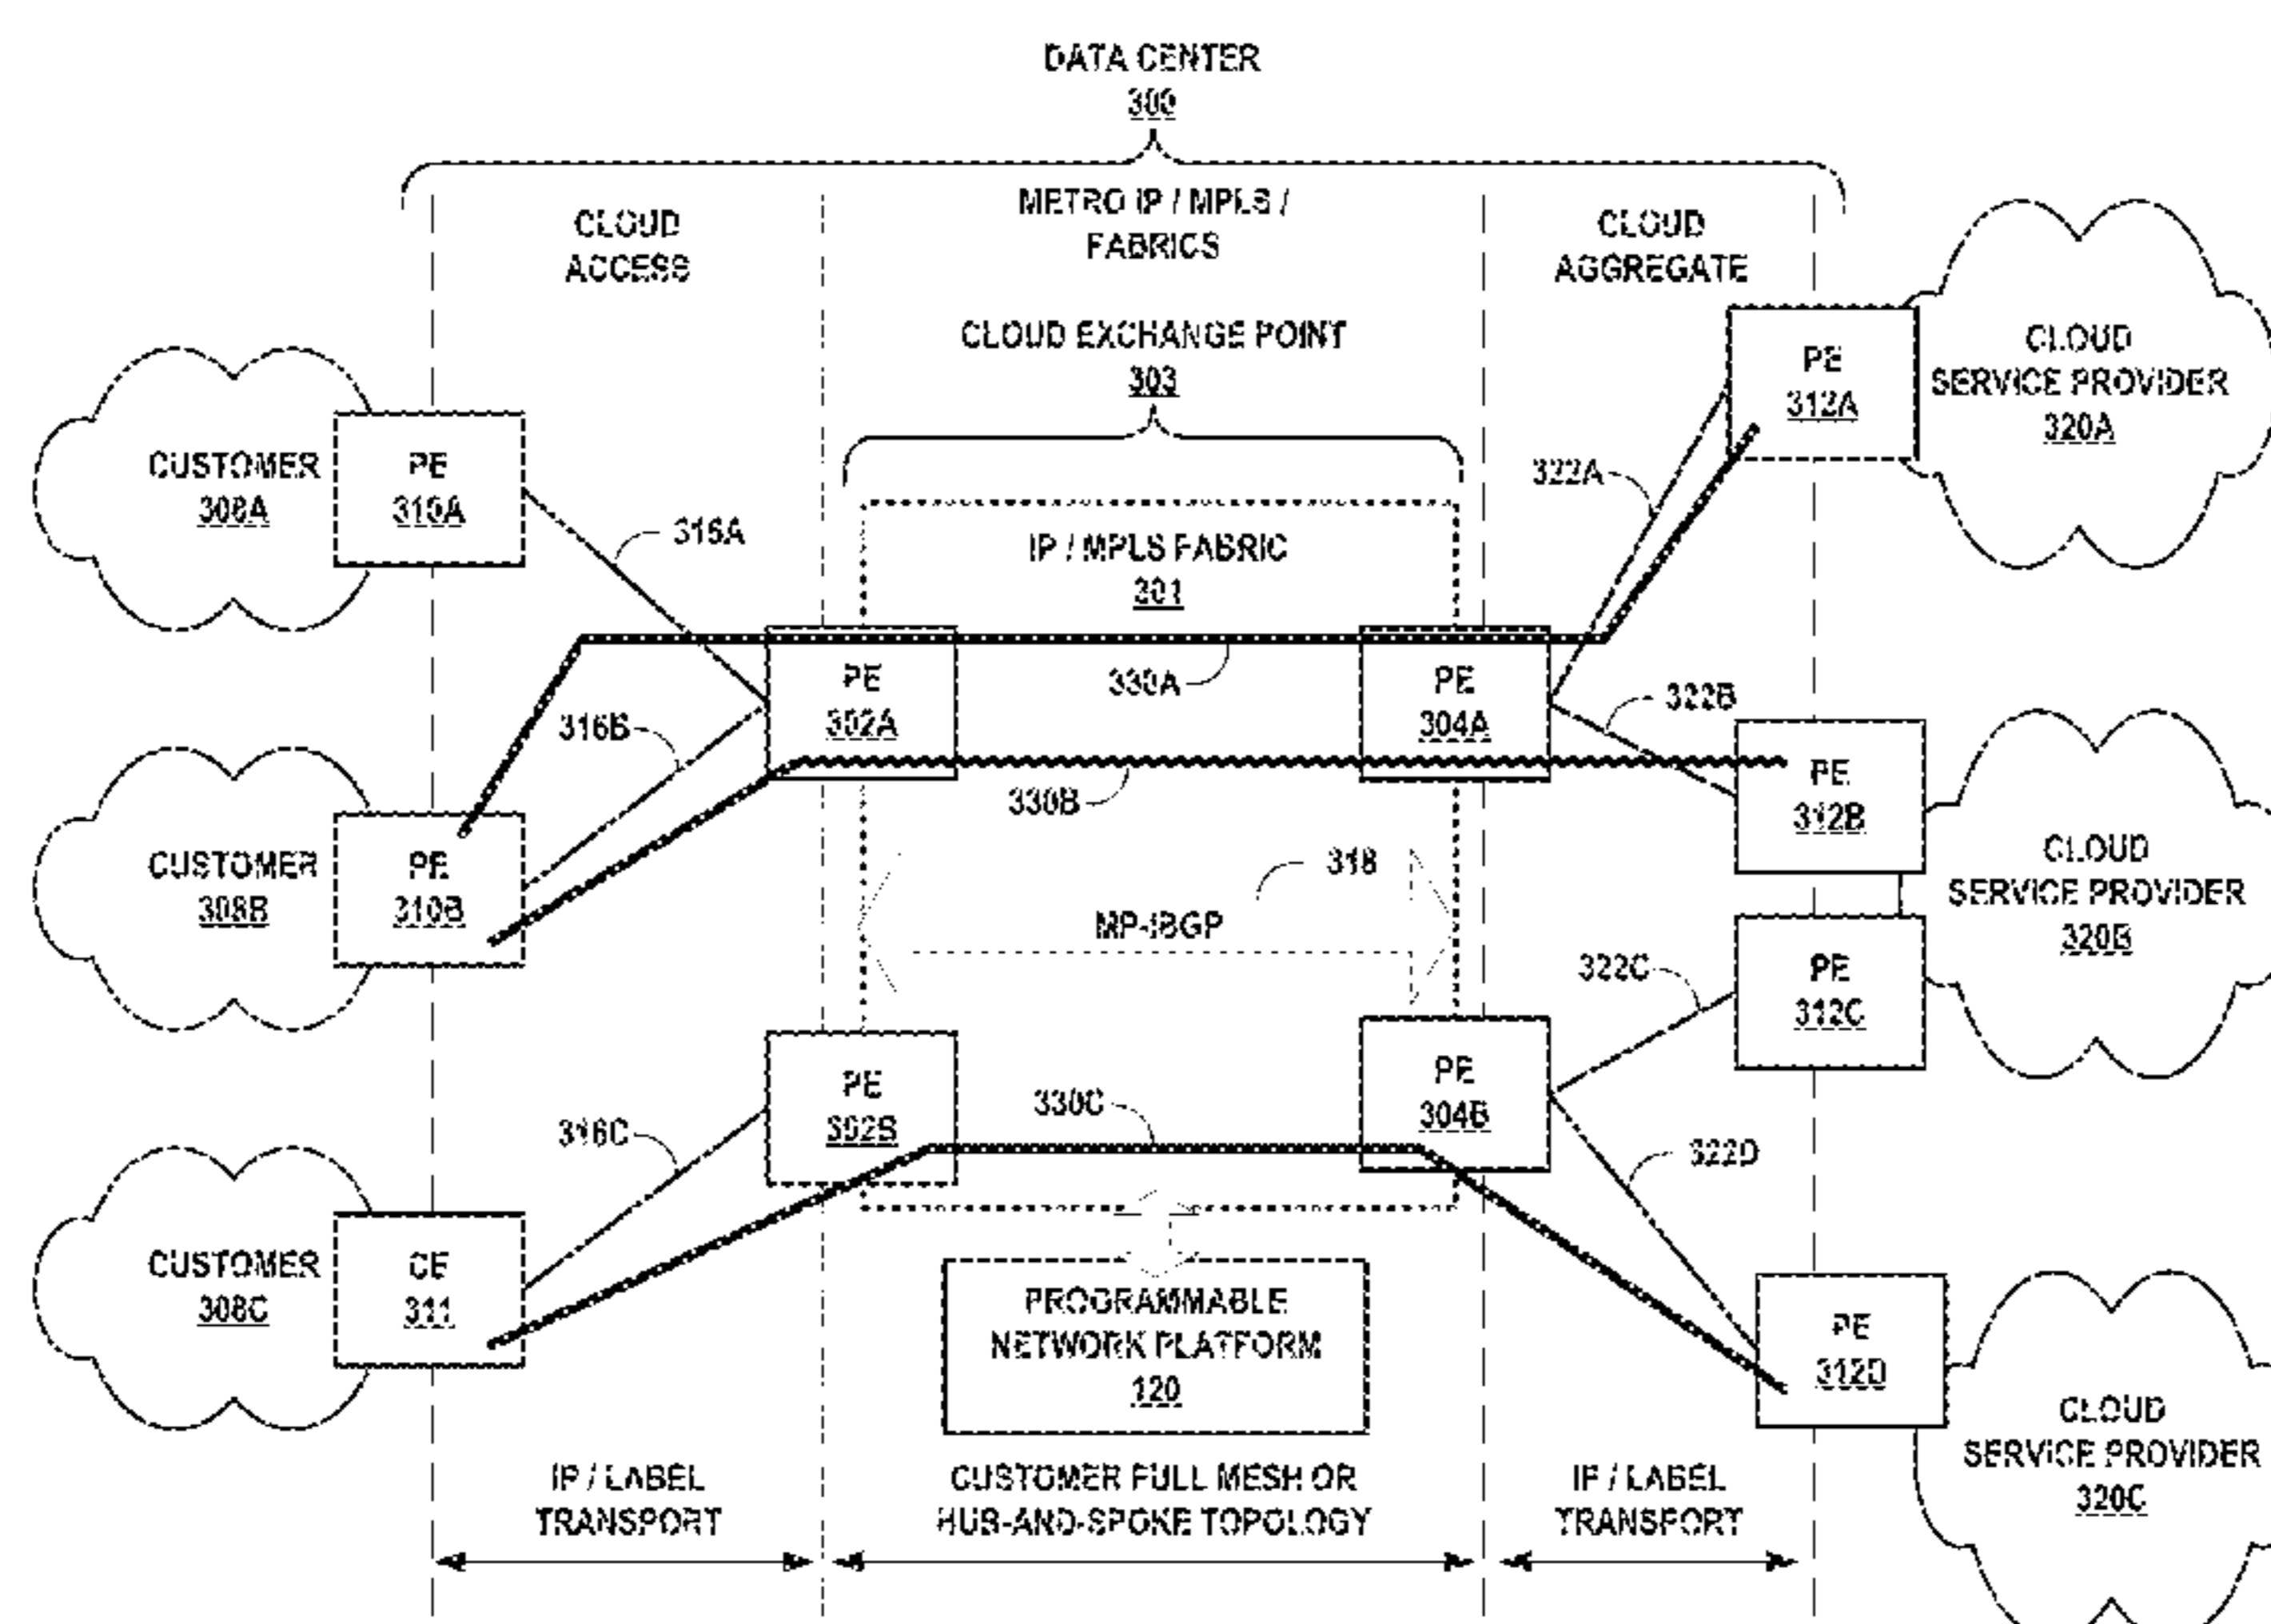 DATA CENTER
300
CLOUD
ACCESS
METRO IP / MPLS /
FABRICS
CLOUD
AGGREGATE
CLOUD EXCHANGE POINT
303
CUSTOMER
308A
PE
310A
316A
IP / MPLS FABRIC
301
322A
PE
312A
CLOUD
SERVICE PROVIDER
320A
PE
302A
330A
PE
304A
316B
322B
330B
PE
312B
CUSTOMER
308B
PE
310B
318
MP-IBGP
CLOUD
SERVICE PROVIDER
320B
322C
PE
312C
PE
302B
330C
PE
304B
316C
322D
CUSTOMER
308C
CE
311
PROGRAMMABLE
NETWORK PLATFORM
120
PE
312D
CLOUD
SERVICE PROVIDER
320C
IP / LABEL
TRANSPORT
CUSTOMER FULL MESH OR
HUB-AND-SPOKE TOPOLOGY
IP / LABEL
TRANSPORT